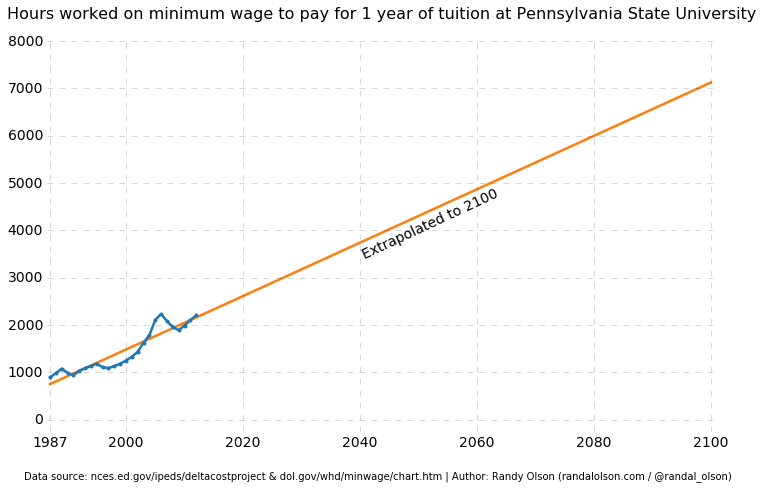 Hours worked on minimum wage to pay for 1 year of tuition at Pennsylvania State University
8000
7000
6000
5000
4000
3000
2000
1000
0
Extrapolated to 2100
1987 2000 2020 2040 2060 2080 2100
Data source: nces.ed.gov/ipeds/deltacostproject & dol.gov/whd/minwage/chart.htm | Author: Randy Olson (randalolson.com / @randal_olson)